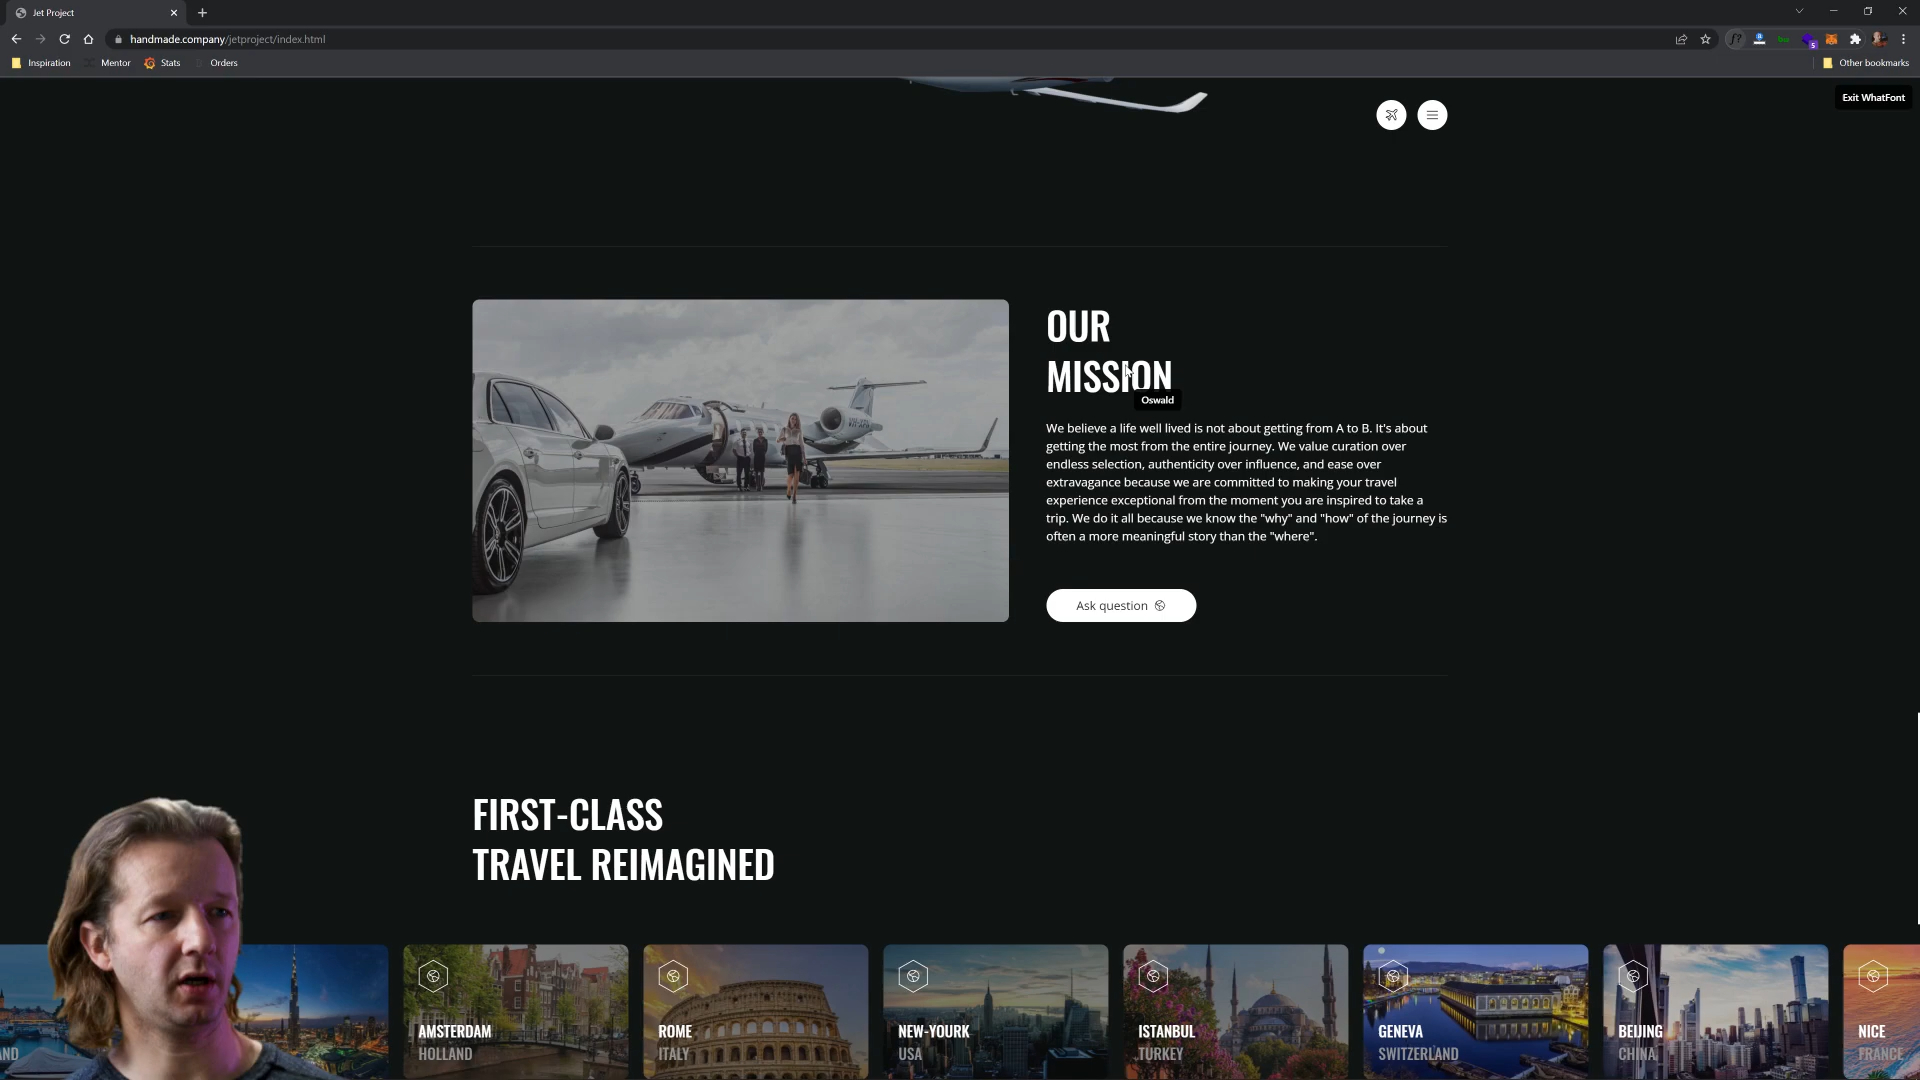 Jet Project
handmade.company/jetproject/index.html
Inspiration
Mentor
Stats
Orders
Other bookmarks
Exit WhatFont
OUR
MISSION
Oswald
We believe a life well lived is not about getting from A to B. It's about
getting the most from the entire journey. We value curation over
endless selection, authenticity over influence, and ease over
extravagance because we are committed to making your travel
experience exceptional from the moment you are inspired to take a
trip. We do it all because we know the "why" and "how" of the journey is
often a more meaningful story than the "where".
Ask question
FIRST-CLASS
TRAVEL REIMAGINED
AMSTERDAM
HOLLAND
ROME
ITALY
NEW-YOURK
USA
ISTANBUL
TURKEY
GENEVA
SWITZERLAND
BEIJING
CHINA
NICE
FRANCE